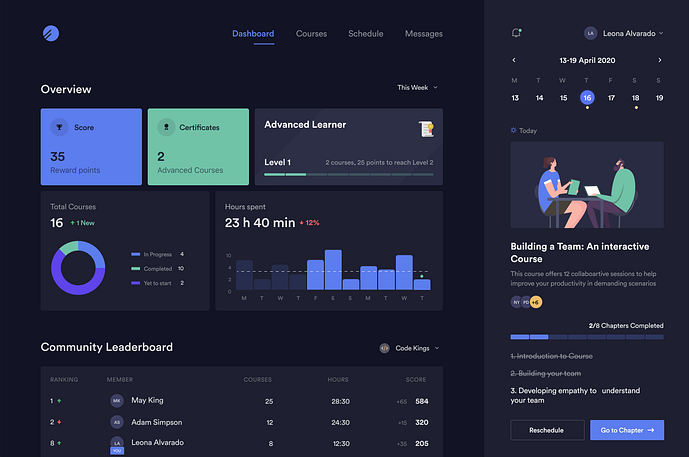 Dashboard
Courses
Schedule
Messages
LA
Leona Alvarado
13-19 April 2020
M T W T F S S
13 14 15 16 17 18 19
Overview
This Week
Score
35
Reward points
Certificates
2
Advanced Courses
Advanced Learner
Level 1
2 courses, 25 points to reach Level 2
Total Courses
16 + 1 New
In Progress 4
Completed 10
Yet to start 2
Hours spent
23 h 40 min 12%
10
8
6
2
0
M T W T F S S M T W T
Today
Building a Team: An interactive
Course
This course offers 12 collaboartive sessions to help
improve your productivity in demanding scenarios
NY PD +6
2/8 Chapters Completed
1. Introduction to Course
2. Building your team
3. Developing empathy to understand
your team
Reschedule
Go to Chapter
Community Leaderboard
Code Kings
RANKING MEMBER COURSES HOURS SCORE
1 MK May King 25 28:30 +65 584
2 AS Adam Simpson 12 24:30 +15 320
8 LA Leona Alvarado 8 12:30 +35 205
YOU